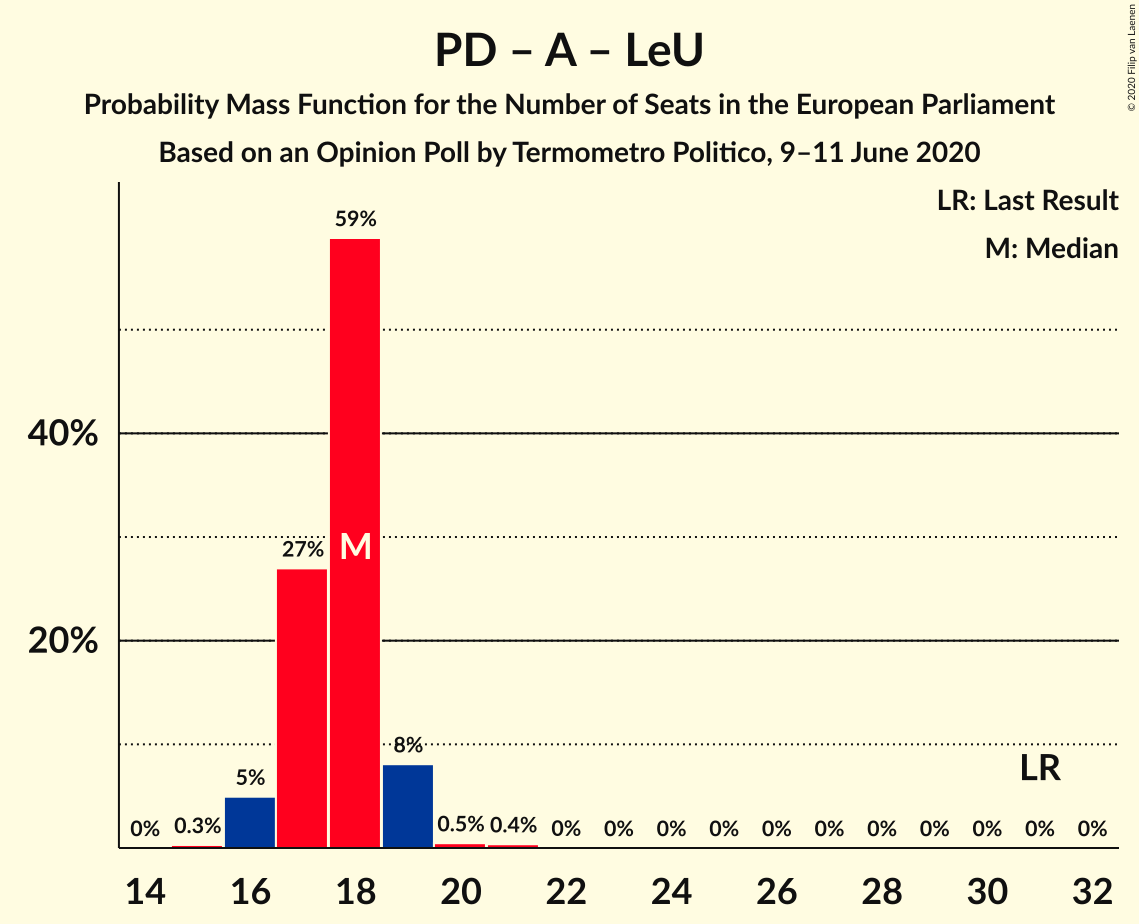 PD – A – LeU
Probability Mass Function for the Number of Seats in the European Parliament
Based on an Opinion Poll by Termometro Politico, 9–11 June 2020
© 2020 Filip van Laenen
LR: Last Result
M: Median
59%
40%
27%
M
20%
8%
5%
LR
0% 0.3% 0.5% 0.4% 0% 0% 0% 0% 0% 0% 0% 0% 0% 0% 0%
14 16 18 20 22 24 26 28 30 32